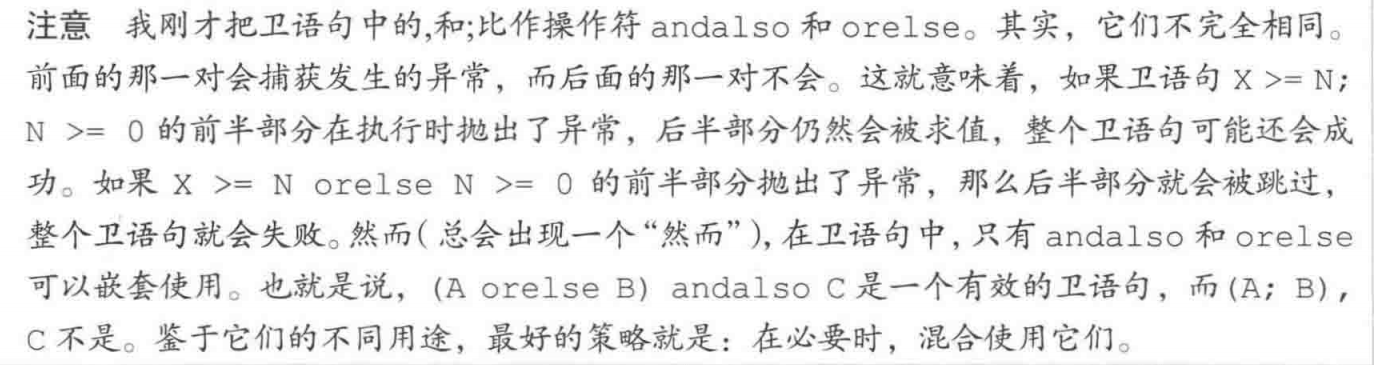 注意 我刚才把卫语句中的,和;比作操作符 andalso 和 orelse。其实，它们不完全相同。
前面的那一对会捕获发生的异常，而后面的那一对不会。这就意味着，如果卫语句 X >= N;
N >= 0 的前半部分在执行时抛出了异常，后半部分仍然会被求值，整个卫语句可能还会成
功。如果 X >= N orelse N >= 0 的前半部分抛出了异常，那么后半部分就会被跳过，
整个卫语句就会失败。然而(总会出现一个“然而”),在卫语句中,只有 andalso 和 orelse
可以嵌套使用。也就是说，(A orelse B) andalso C 是一个有效的卫语句，而(A; B),
C 不是。鉴于它们的不同用途，最好的策略就是：在必要时，混合使用它们。